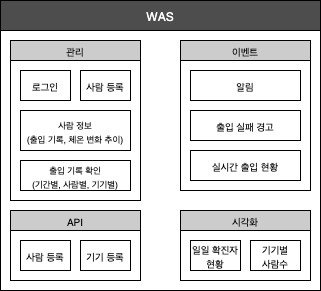 WAS
관리
로그인
사람 등록
사람 정보
(출입 기록, 체온 변화 추이)
출입 기록 확인
(기간별, 사람별, 기기별)
이벤트
알림
출입 실패 경고
실시간 출입 현황
API
사람 등록
기기 등록
시각화
일일 확진자
현황
기기별
사람수